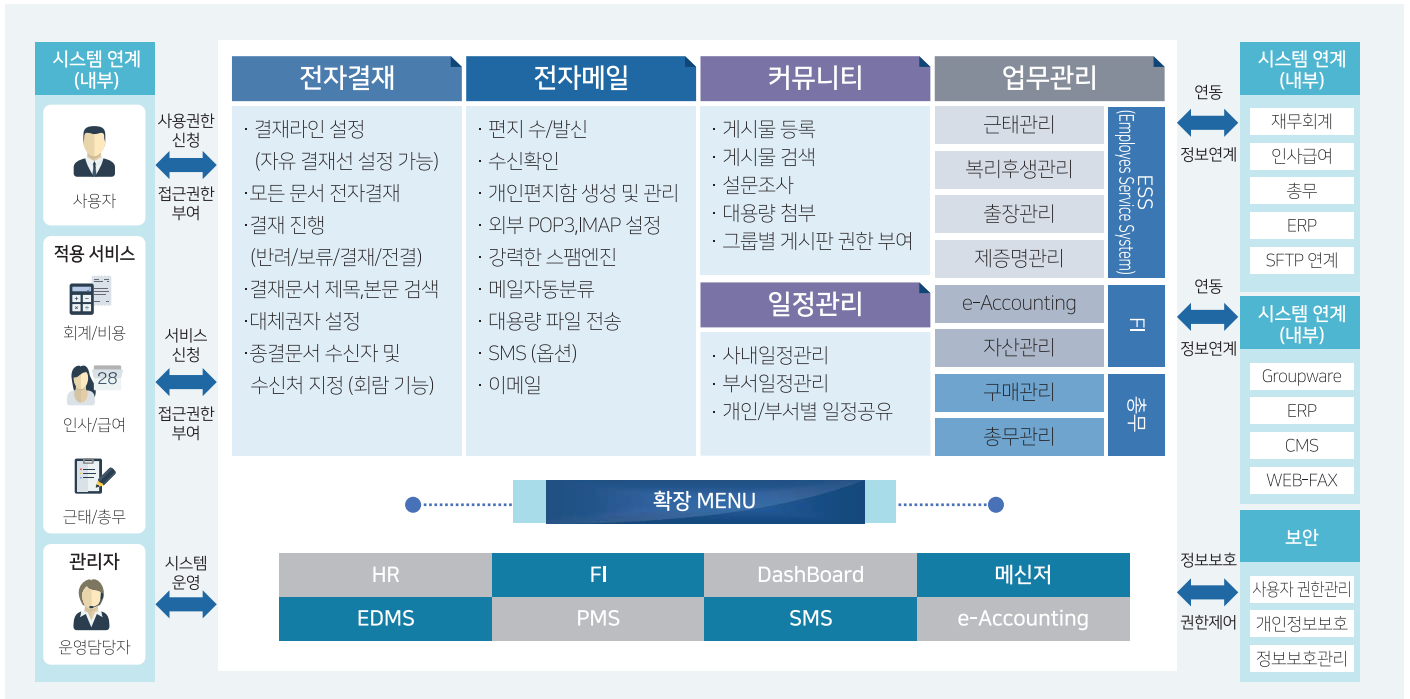 시스템 연계
(내부)
사용자
적용 서비스
회계/비용
28
인사/급여
근태/총무
관리자
운영담당자
사용권한
신청
접근권한
부여
서비스
신청
접근권한
부여
시스템
운영
전자결재
· 결재라인 설정
(자유 결재선 설정 가능)
·모든 문서 전자결재
·결재 진행
(반려/보류/결재/전결)
·결재문서 제목,본문 검색
·대체권자 설정
·종결문서 수신자 및
수신처 지정 (회람 기능)
전자메일
· 편지 수/발신
· 수신확인
· 개인편지함 생성 및 관리
· 외부 POP3,IMAP 설정
· 강력한 스팸엔진
· 메일자동분류
· 대용량 파일 전송
· SMS (옵션)
· 이메일
커뮤니티
· 게시물 등록
· 게시물 검색
· 설문조사
· 대용량 첨부
· 그룹별 게시판 권한 부여
일정관리
· 사내일정관리
· 부서일정관리
· 개인/부서별 일정공유
업무관리
근태관리
복리후생관리
출장관리
제증명관리
ESS
(Employes Service System)
e-Accounting
자산관리
FI
구매관리
총무관리
총무
확장 MENU
HR
FI
DashBoard
메신저
EDMS
PMS
SMS
e-Accounting
연동
정보연계
연동
정보연계
정보보호
권한제어
시스템 연계
(내부)
재무회계
인사급여
총무
ERP
SFTP 연계
시스템 연계
(내부)
Groupware
ERP
CMS
WEB-FAX
보안
사용자 권한관리
개인정보보호
정보보호관리